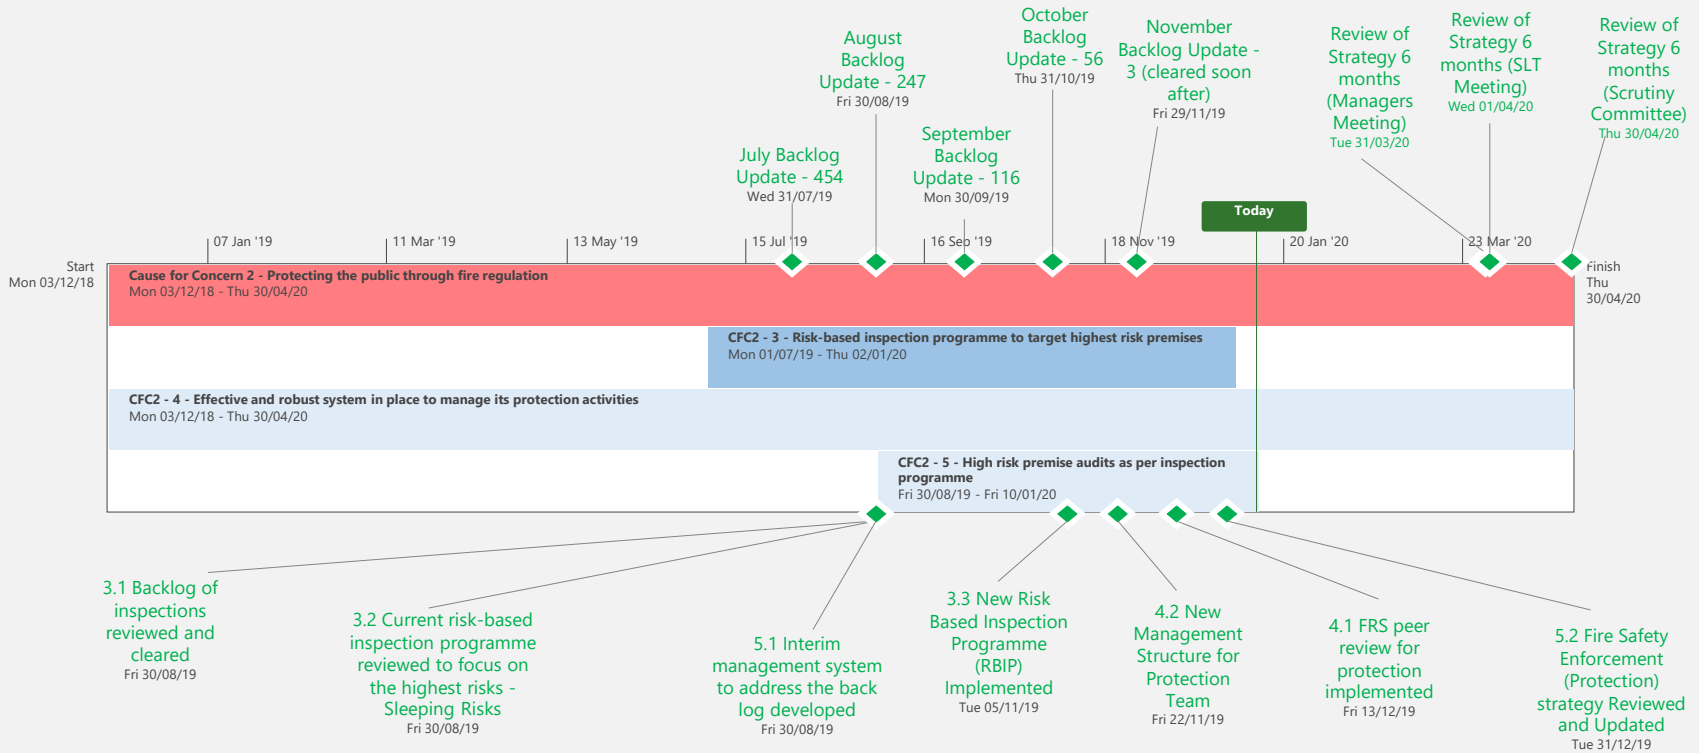 July Backlog
Update - 454
Wed 31/07/19
August
Backlog
Update - 247
Fri 30/08/19
September
Backlog
Update - 116
Mon 30/09/19
October
Backlog
Update - 56
Thu 31/10/19
November
Backlog Update -
3 (cleared soon
after)
Fri 29/11/19
Review of
Strategy 6
months
(Managers
Meeting)
Tue 31/03/20
Review of
Strategy 6
months (SLT
Meeting)
Wed 01/04/20
Review of
Strategy 6
months
(Scrutiny
Committee)
Thu 30/04/20
Today
07 Jan '19
11 Mar '19
13 May '19
15 Jul '19
16 Sep '19
18 Nov '19
20 Jan '20
23 Mar '20
Start
Mon 03/12/18
Finish
Thu
30/04/20
Cause for Concern 2 - Protecting the public through fire regulation
Mon 03/12/18 - Thu 30/04/20
CFC2 - 3 - Risk-based inspection programme to target highest risk premises
Mon 01/07/19 - Thu 02/01/20
CFC2 - 4 - Effective and robust system in place to manage its protection activities
Mon 03/12/18 - Thu 30/04/20
CFC2 - 5 - High risk premise audits as per inspection
programme
Fri 30/08/19 - Fri 10/01/20
3.1 Backlog of
inspections
reviewed and
cleared
Fri 30/08/19
3.2 Current risk-based
inspection programme
reviewed to focus on
the highest risks -
Sleeping Risks
Fri 30/08/19
5.1 Interim
management system
to address the back
log developed
Fri 30/08/19
3.3 New Risk
Based Inspection
Programme
(RBIP)
Implemented
Tue 05/11/19
4.2 New
Management
Structure for
Protection
Team
Fri 22/11/19
4.1 FRS peer
review for
protection
implemented
Fri 13/12/19
5.2 Fire Safety
Enforcement
(Protection)
strategy Reviewed
and Updated
Tue 31/12/19